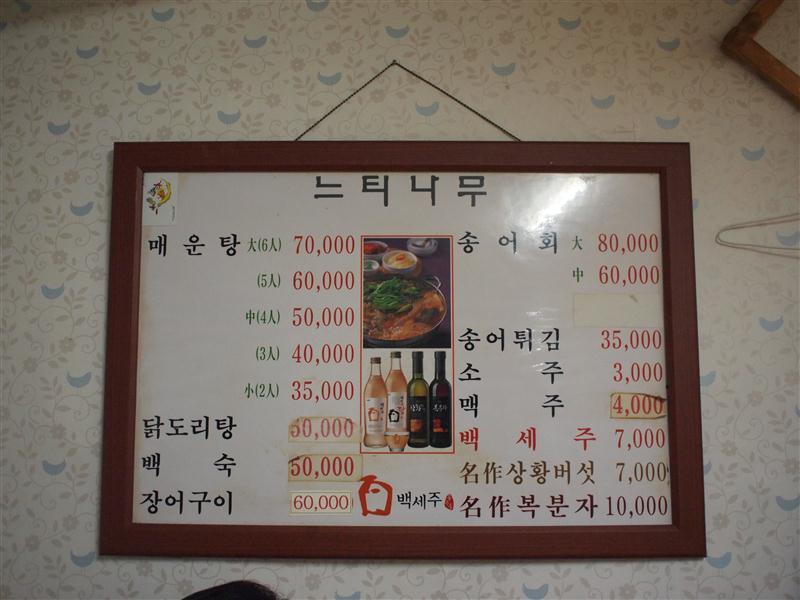 느티나무
매운탕 大(6人) 70,000
(5人) 60,000
中(4人) 50,000
(3人) 40,000
小(2人) 35,000
닭도리탕 50,000
백숙 50,000
장어구이 60,000
백세주
송어회 大 80,000
中 60,000
송어튀김 35,000
소주 3,000
맥주 4,000
백세주 7,000
名作상황버섯 7,000
名作복분자 10,000